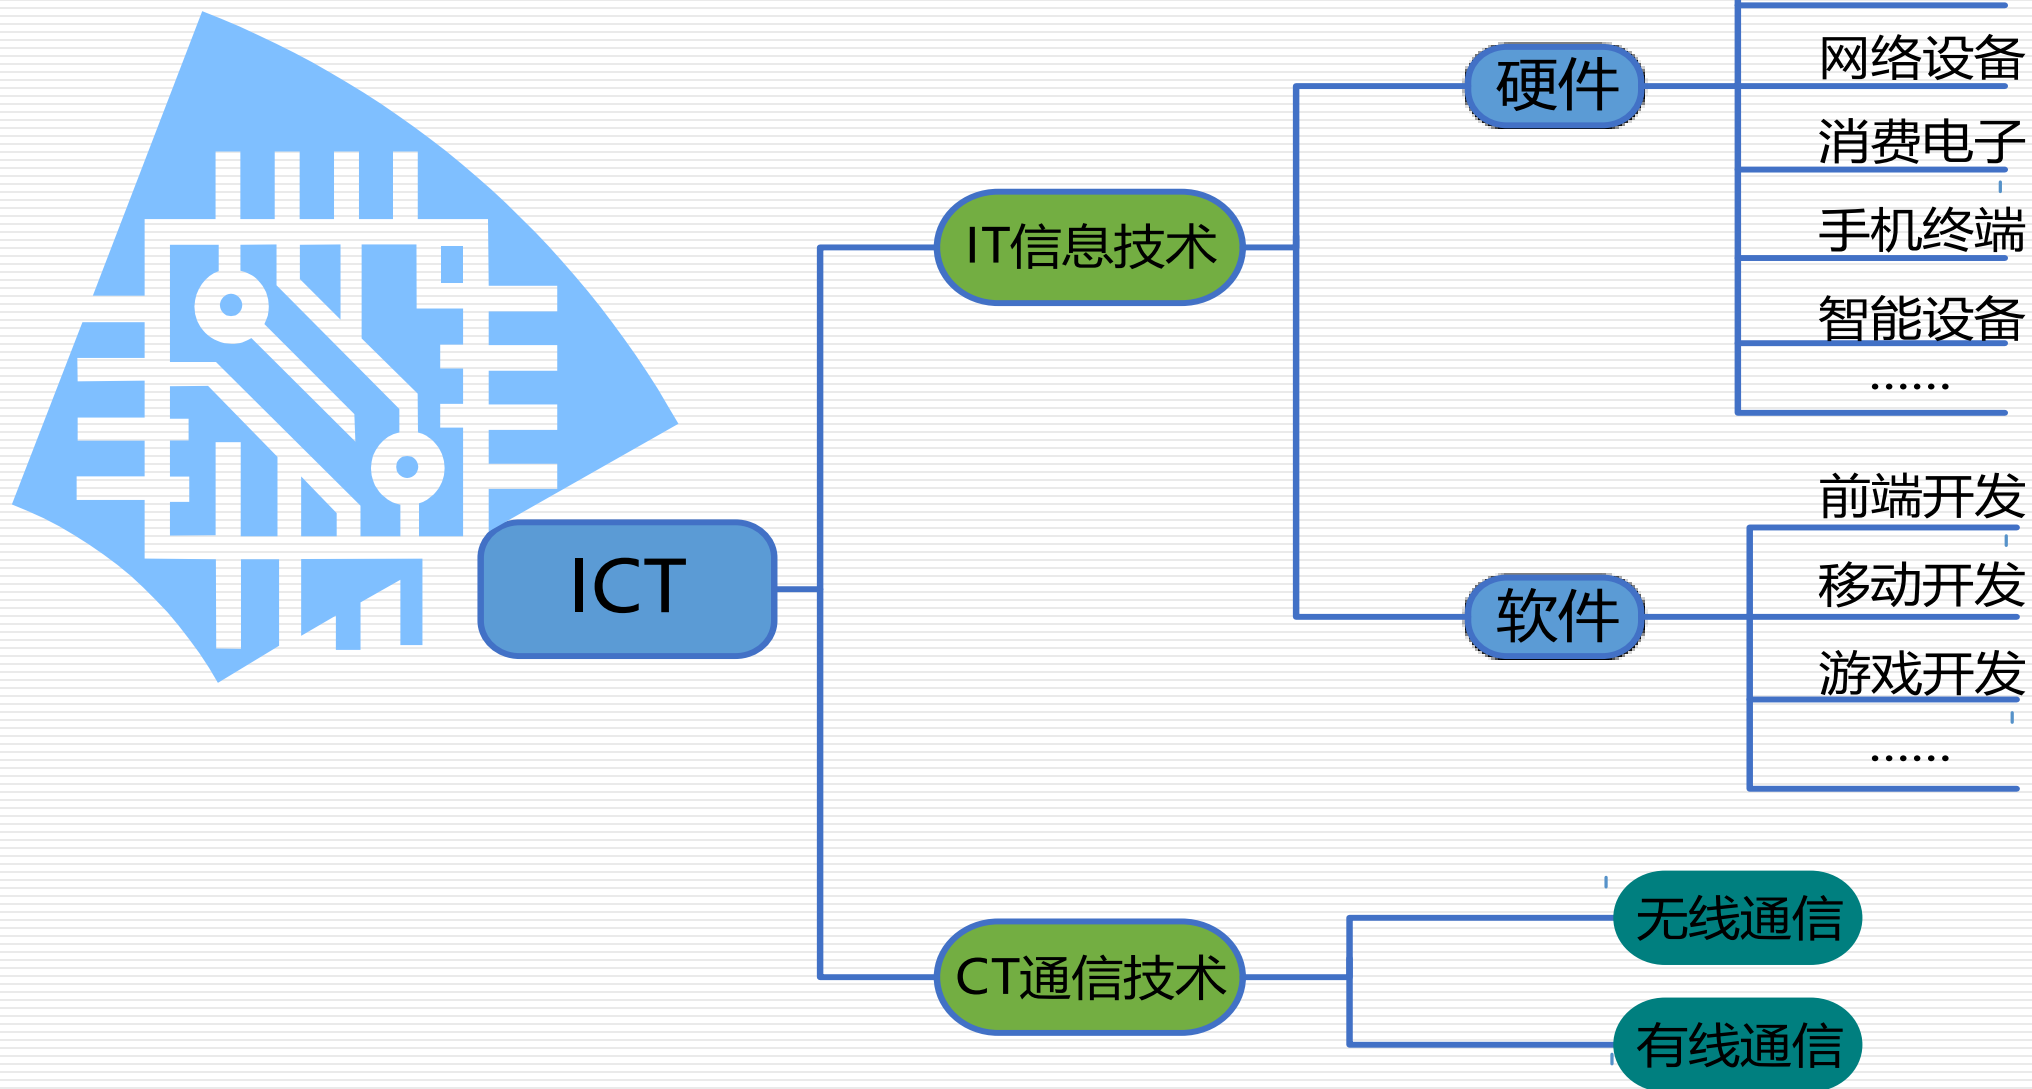 网络设备
硬件
消费电子
手机终端
IT信息技术
智能设备
……
前端开发
移动开发
ICT
软件
游戏开发
……
无线通信
CT通信技术
有线通信